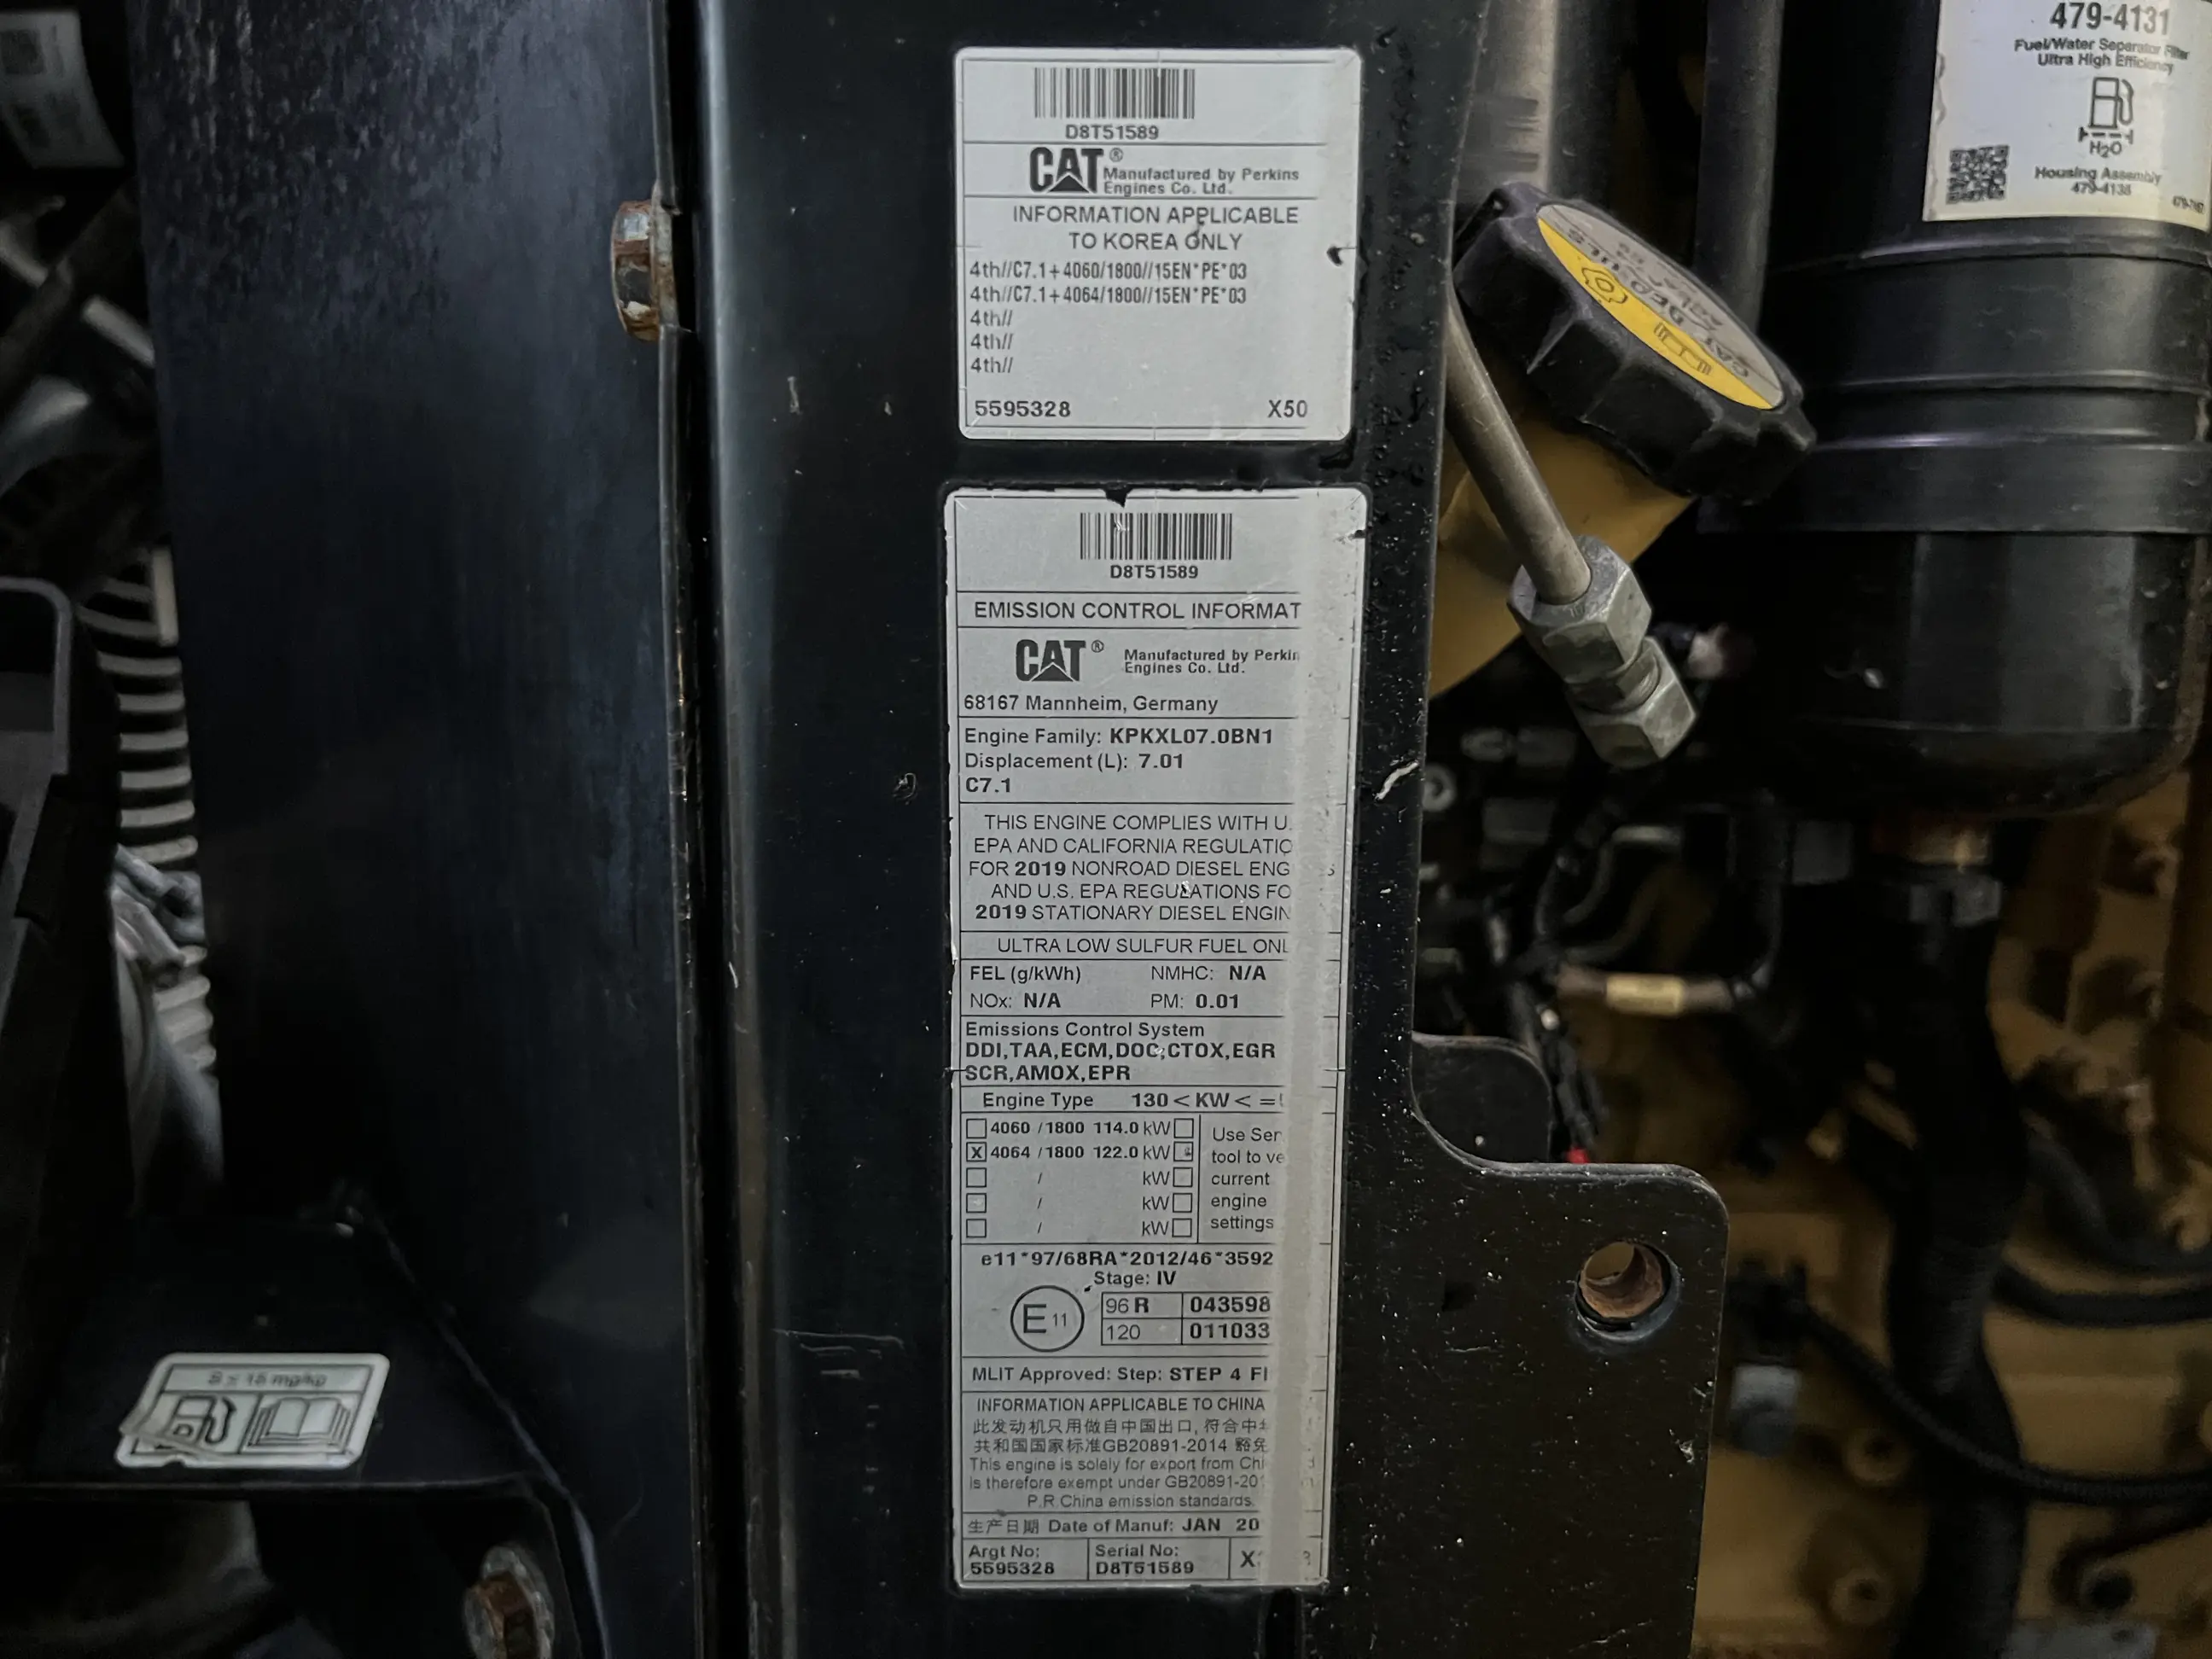 D8T51589
CAT®
Manufactured by Perkins
Engines Co. Ltd.
INFORMATION APPLICABLE
TO KOREA ONLY
4th//C7.1+4060/1800//15EN*PE*03
4th//C7.1+4064/1800//15EN*PE*03
4th//
4th//
4th//
5595328 X50
D8T51589
EMISSION CONTROL INFORMAT
CAT®
Manufactured by Perkin
Engines Co. Ltd.
68167 Mannheim, Germany
Engine Family: KPKXL07.0BN1
Displacement (L): 7.01
C7.1
THIS ENGINE COMPLIES WITH U.
EPA AND CALIFORNIA REGULATIO
FOR 2019 NONROAD DIESEL ENG S
AND U.S. EPA REGULATIONS FO
2019 STATIONARY DIESEL ENGIN
ULTRA LOW SULFUR FUEL ONL
FEL (g/kWh) NMHC: N/A
NOx: N/A PM: 0.01
Emissions Control System
DDI,TAA,ECM,DOC,CTOX,EGR
SCR,AMOX,EPR
Engine Type 130 < KW < =
4060 /1800 114.0 kW
X 4064 /1800 122.0 kW
/ kW
/ kW
/ kW
Use Ser
tool to ve
current
engine
settings
e11*97/68RA*2012/46*3592
Stage: IV
E 11
96 R 043598
120 011033
MLIT Approved: Step: STEP 4 FI
INFORMATION APPLICABLE TO CHINA
此发动机只用做自中国出口, 符合中
共和国国家标准GB20891-2014 豁免
This engine is solely for export from Chi
is therefore exempt under GB20891-20
P.R.China emission standards.
生产日期 Date of Manuf: JAN 20
Argt No:
5595328
Serial No:
D8T51589
X
479-4131
Fuel/Water Separator Filter
Ultra High Efficiency
H₂O
Housing Assembly
479-4138
CAT DEO-ULS
S ≤ 15 mg/kg